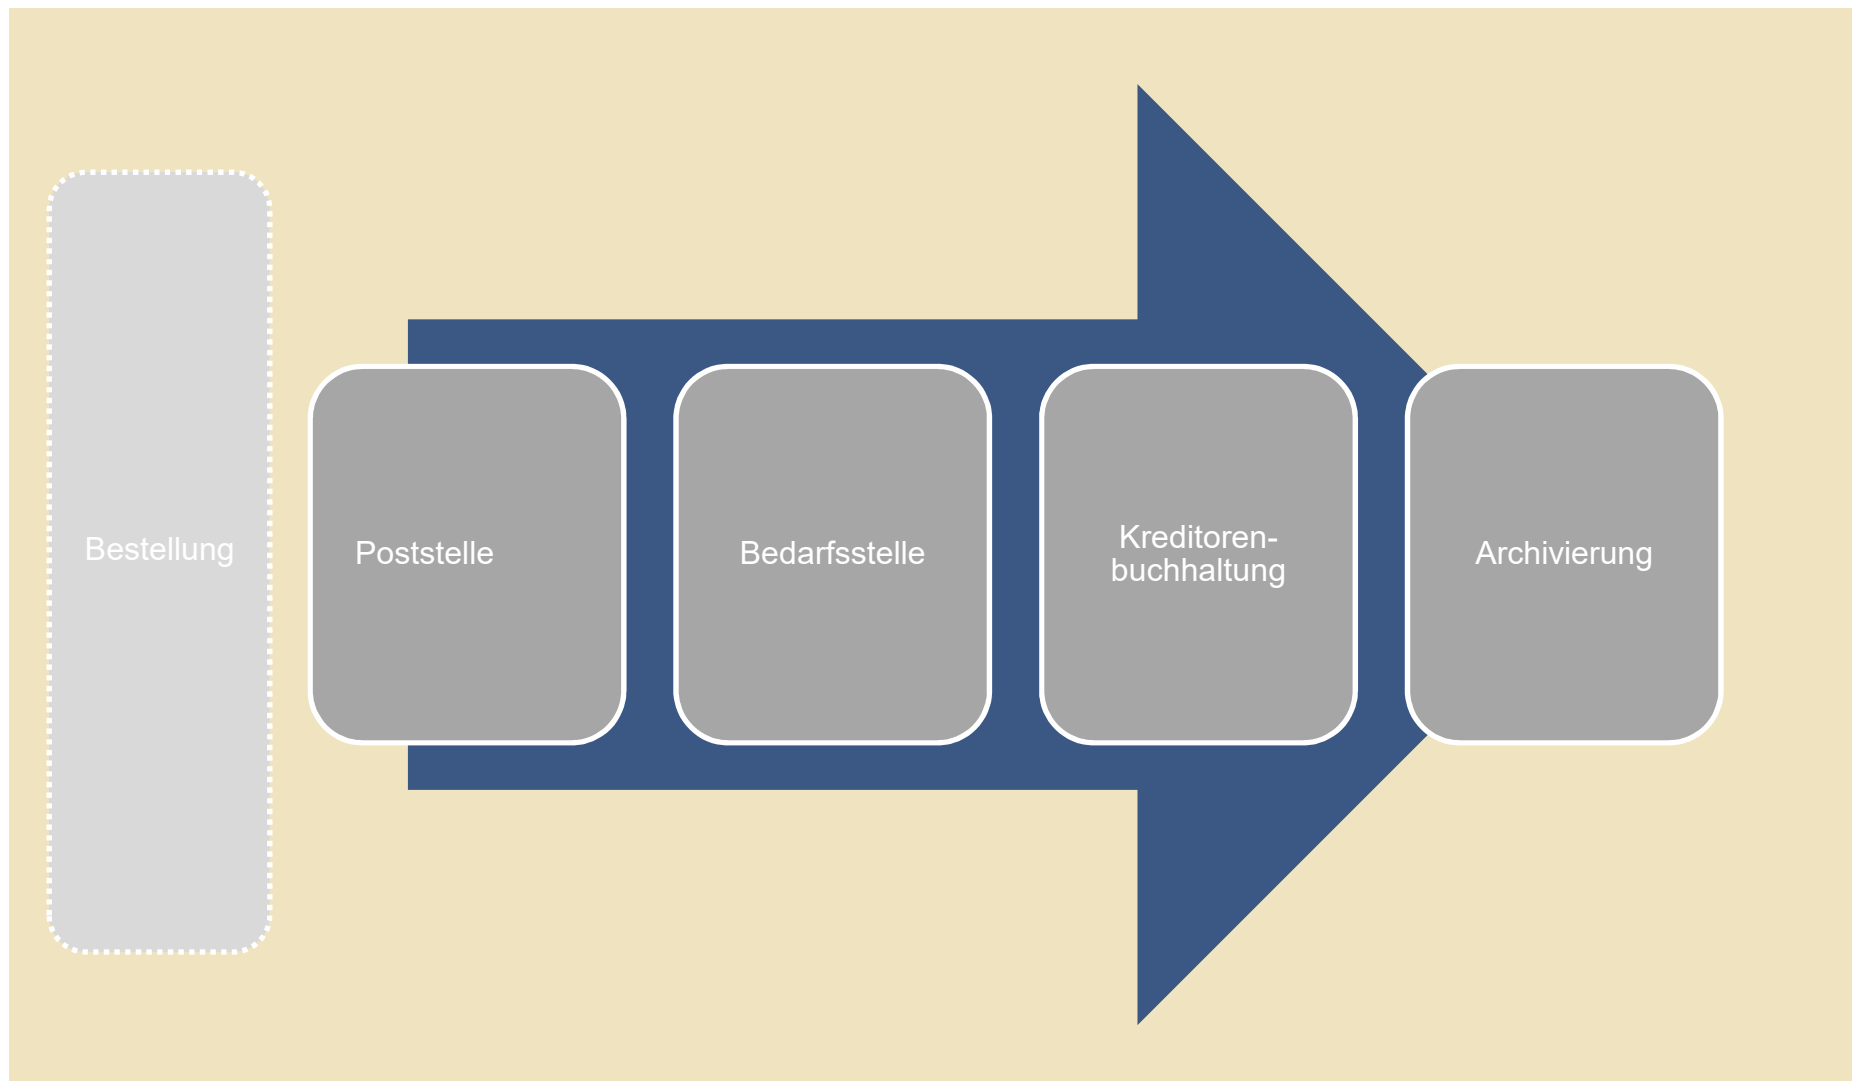 Bestellung
Poststelle
Bedarfsstelle
Kreditoren-
buchhaltung
Archivierung